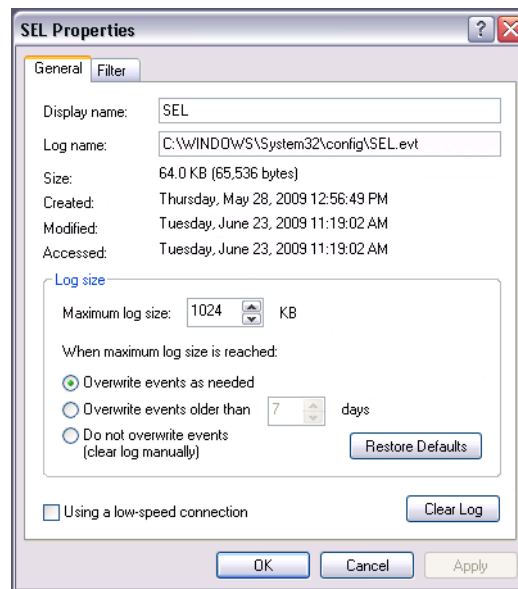 SEL Properties
General Filter
Display name: SEL
Log name: C:\WINDOWS\System32\config\SEL.evt
Size: 64.0 KB (65,536 bytes)
Created: Thursday, May 28, 2009 12:56:49 PM
Modified: Tuesday, June 23, 2009 11:19:02 AM
Accessed: Tuesday, June 23, 2009 11:19:02 AM
Log size
Maximum log size: 1024 KB
When maximum log size is reached:
Overwrite events as needed
Overwrite events older than 7 days
Do not overwrite events
(clear log manually)
Restore Defaults
Using a low-speed connection
Clear Log
OK Cancel Apply